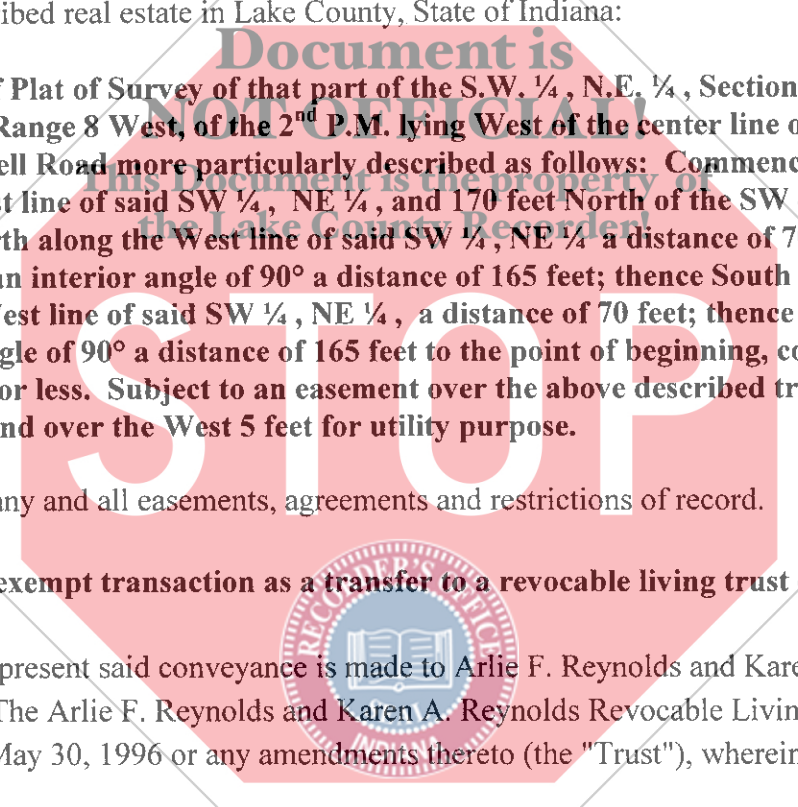 ibed real estate in Lake County, State of Indiana:
Document is
f Plat of Survey of that part of the S.W. ¼ , N.E. ¼ , Section
NOT OFFICIAL!
Range 8 West, of the 2nd P.M. lying West of the center line o
ell Road more particularly described as follows: Commenc
This Document is the property of
st line of said SW ¼ , NE ¼ , and 170 feet North of the SW
the Lake County Recorder!
rth along the West line of said SW ¼ , NE ¼ a distance of 7
an interior angle of 90° a distance of 165 feet; thence South
Vest line of said SW ¼ , NE ¼ , a distance of 70 feet; thence
STOP
gle of 90° a distance of 165 feet to the point of beginning, co
or less. Subject to an easement over the above described tr
nd over the West 5 feet for utility purpose.
any and all easements, agreements and restrictions of record.
exempt transaction as a transfer to a revocable living trust
RECORDER'S OFFICE
present said conveyance is made to Arlie F. Reynolds and Kare
The Arlie F. Reynolds and Karen A. Reynolds Revocable Livin
May 30, 1996 or any amendments thereto (the "Trust"), wherein
INDIANA